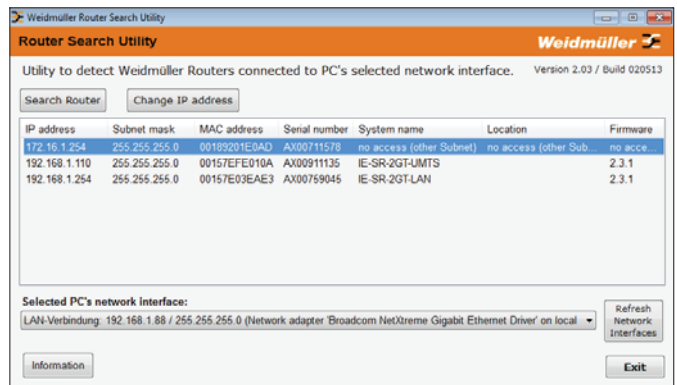 Weidmüller Router Search Utility
Router Search Utility
Weidmüller
Utility to detect Weidmüller Routers connected to PC's selected network interface. Version 2.03 / Build 020513
Search Router Change IP address
IP address Subnet mask MAC address Serial number System name Location Firmware
172.16.1.254 255.255.255.0 00189201E0AD AX00711578 no access (other Subnet) no access (other Sub... no acce...
192.168.1.110 255.255.255.0 00157EFE010A AX00911135 IE-SR-2GT-UMTS 2.3.1
192.168.1.254 255.255.255.0 00157E03EAE3 AX00759045 IE-SR-2GT-LAN 2.3.1
Selected PC's network interface:
LAN-Verbindung: 192.168.1.88 / 255.255.255.0 (Network adapter 'Broadcom NetXtreme Gigabit Ethernet Driver' on local
Refresh
Network
Interfaces
Information
Exit